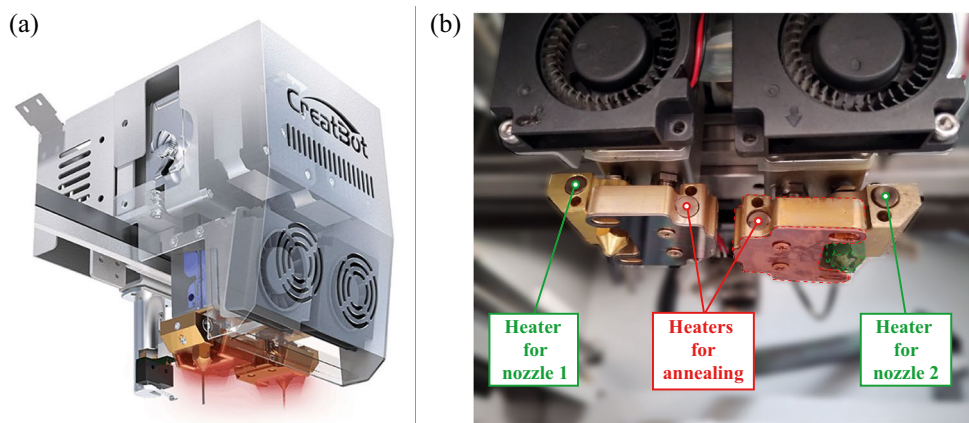 (a)
CreatBot
(b)
Heater
for
nozzle 1
Heaters
for
annealing
Heater
for
nozzle 2